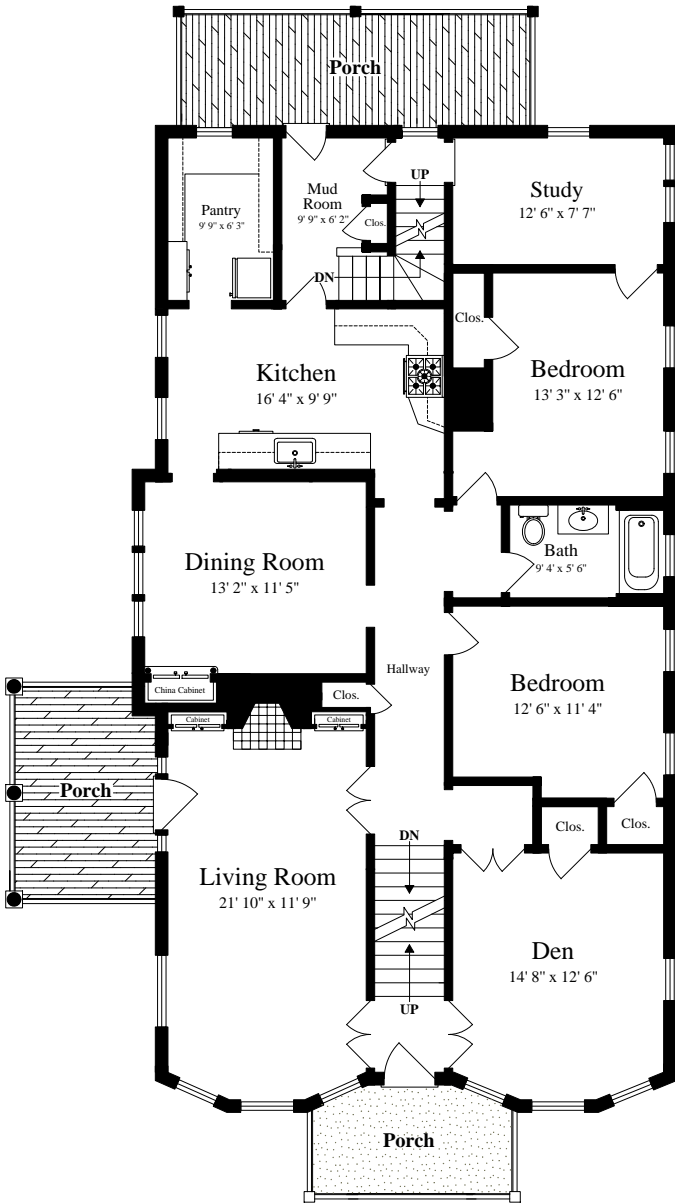 Porch
UP
Study
12' 6" x 7' 7"
Mud
Room
9' 9" x 6' 2"
Pantry
9' 9" x 6' 3"
Clos.
DN
Clos.
Bedroom
13' 3" x 12' 6"
Kitchen
16' 4" x 9' 9"
Bath
9' 4' x 5' 6"
Dining Room
13' 2" x 11' 5"
Hallway
Bedroom
12' 6" x 11' 4"
China Cabinet
Clos.
Cabinet
Cabinet
Porch
Clos.
Clos.
DN
Living Room
21' 10" x 11' 9"
Den
14' 8" x 12' 6"
UP
Porch